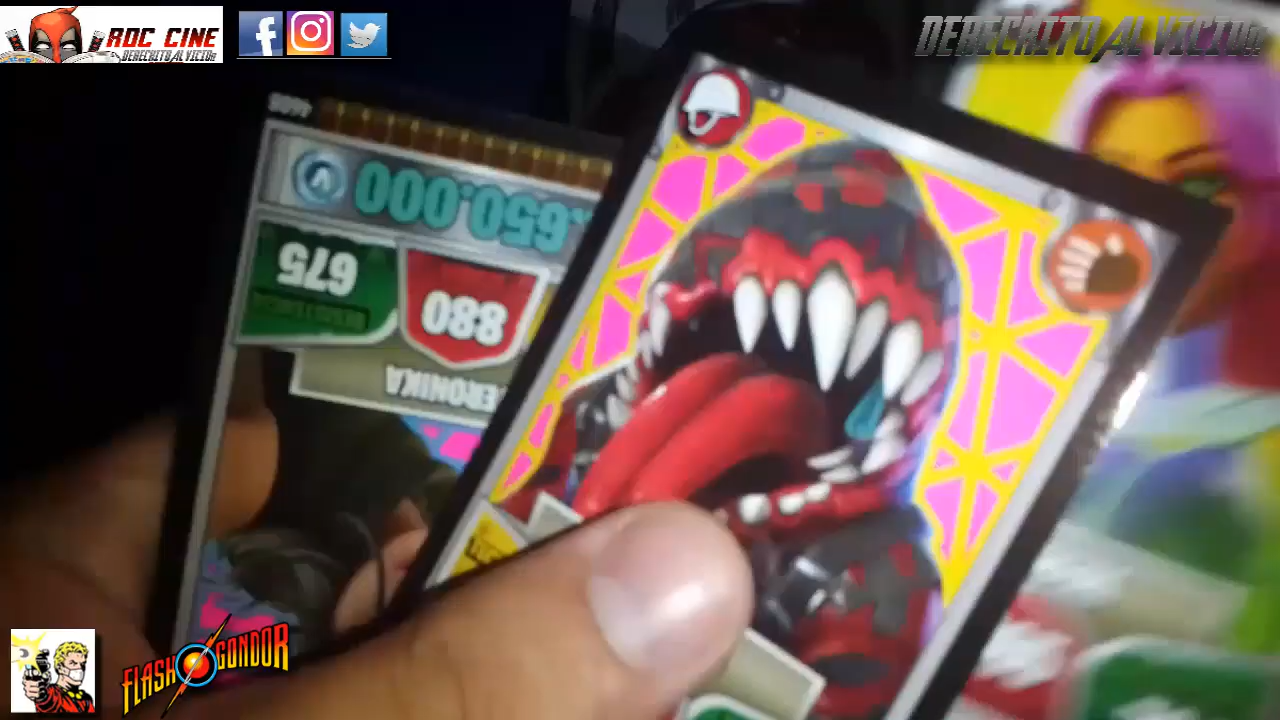 ROC CINE
DERECHITO AL VICIO!!
DERECHITO AL VICIO!!
.650.000
675
880
ERONIKA
FLASH GONDOR